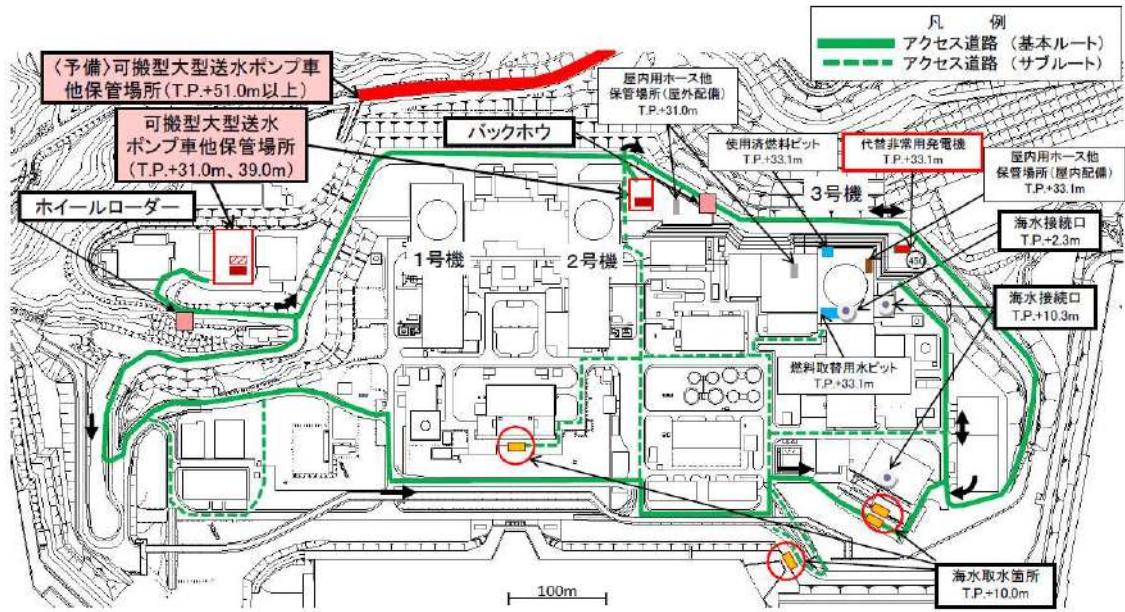 凡 例
アクセス道路 (基本ルート)
アクセス道路 (サブルート)
〈予備〉可搬型大型送水ポンプ車
他保管場所(T.P.+51.0m以上)
可搬型大型送水
ポンプ車他保管場所
(T.P.+31.0m、39.0m)
ホイールローダー
バックホウ
屋内用ホース他
保管場所(屋外配備)
T.P.+31.0m
使用済燃料ピット
T.P.+33.1m
代替非常用発電機
T.P.+33.1m
屋内用ホース他
保管場所(屋内配備)
T.P.+33.1m
3号機
海水接続口
T.P.+2.3m
450
1号機
2号機
海水接続口
T.P.+10.3m
燃料取替用水ピット
T.P.+33.1m
海水取水箇所
T.P.+10.0m
100m